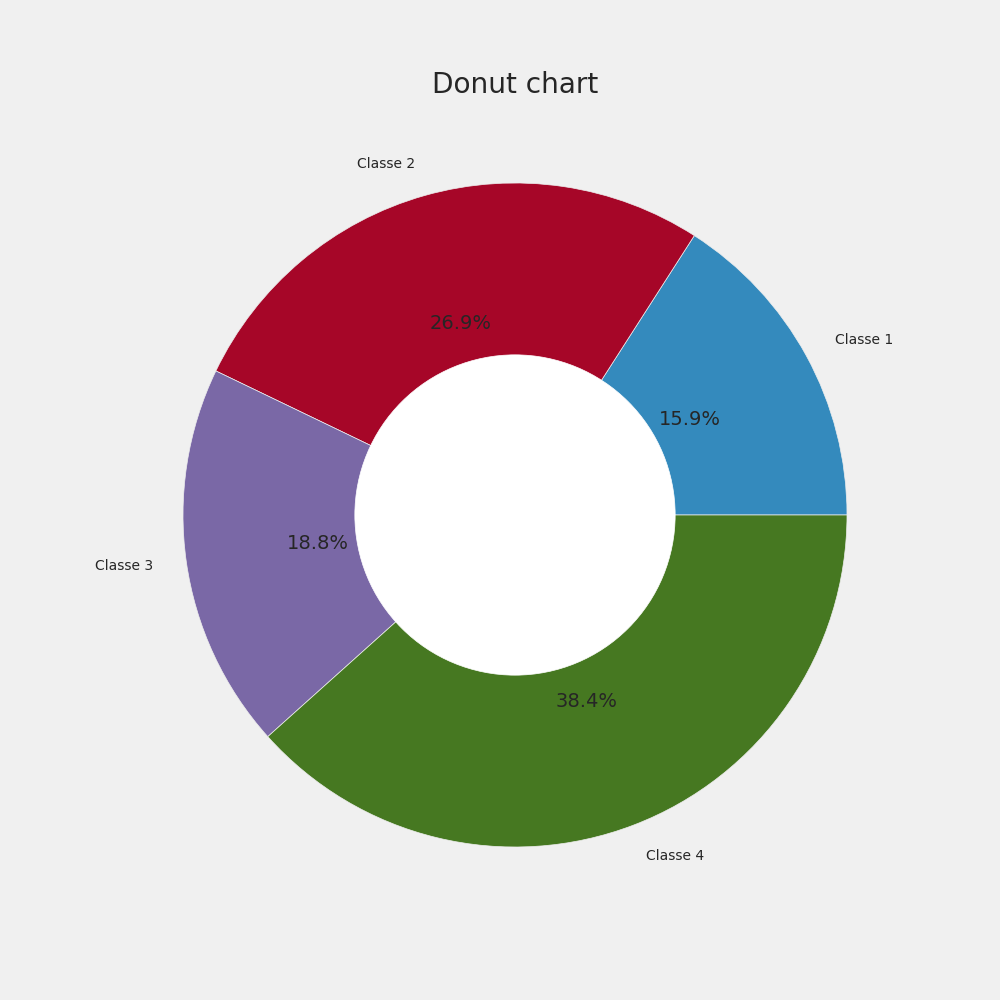 Donut chart
Classe 2
Classe 1
26.9%
15.9%
18.8%
Classe 3
38.4%
Classe 4